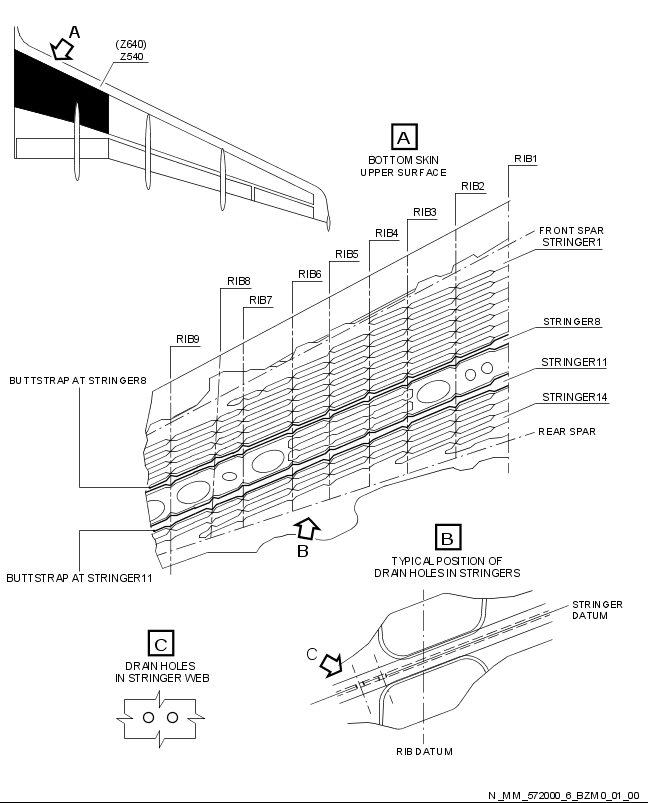 A
(Z640)
Z540
A
BOTTOM SKIN
UPPER SURFACE
RIB1
RIB2
RIB3
RIB4
RIB5
RIB6
RIB8
RIB7
RIB9
FRONT SPAR
STRINGER1
STRINGER8
STRINGER11
STRINGER14
REAR SPAR
BUTTSTRAP AT STRINGER8
BUTTSTRAP AT STRINGER11
B
B
TYPICAL POSITION OF
DRAIN HOLES IN STRINGERS
STRINGER
DATUM
C
RIB DATUM
C
DRAIN HOLES
IN STRINGER WEB
N_MM_572000_6_BZM0_01_00